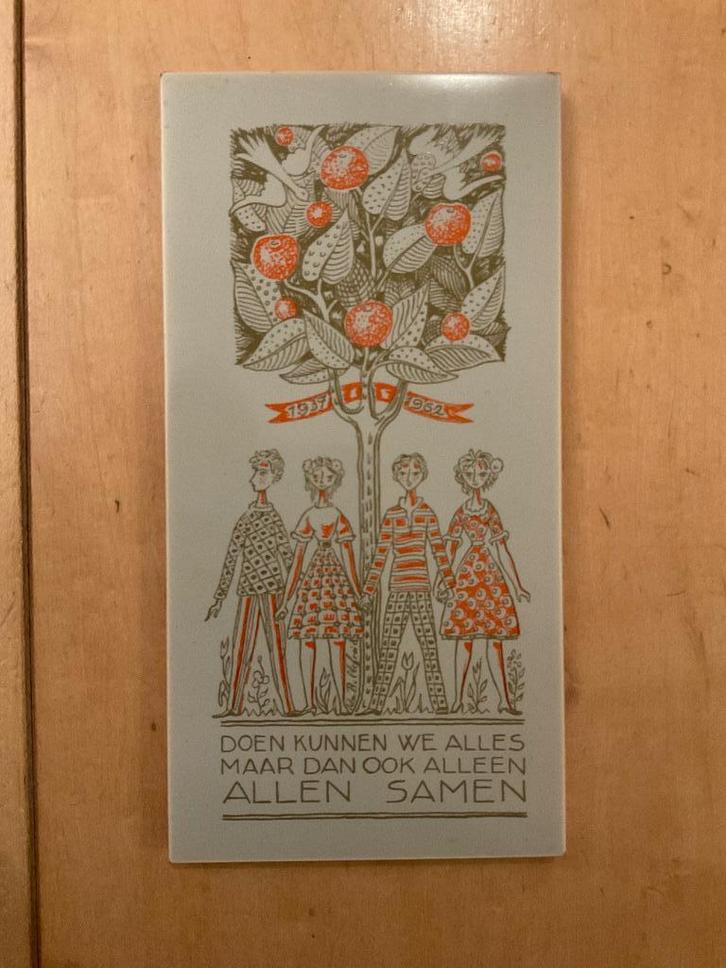 1937 1962
DOEN KUNNEN WE ALLES
MAAR DAN OOK ALLEEN
ALLEN SAMEN